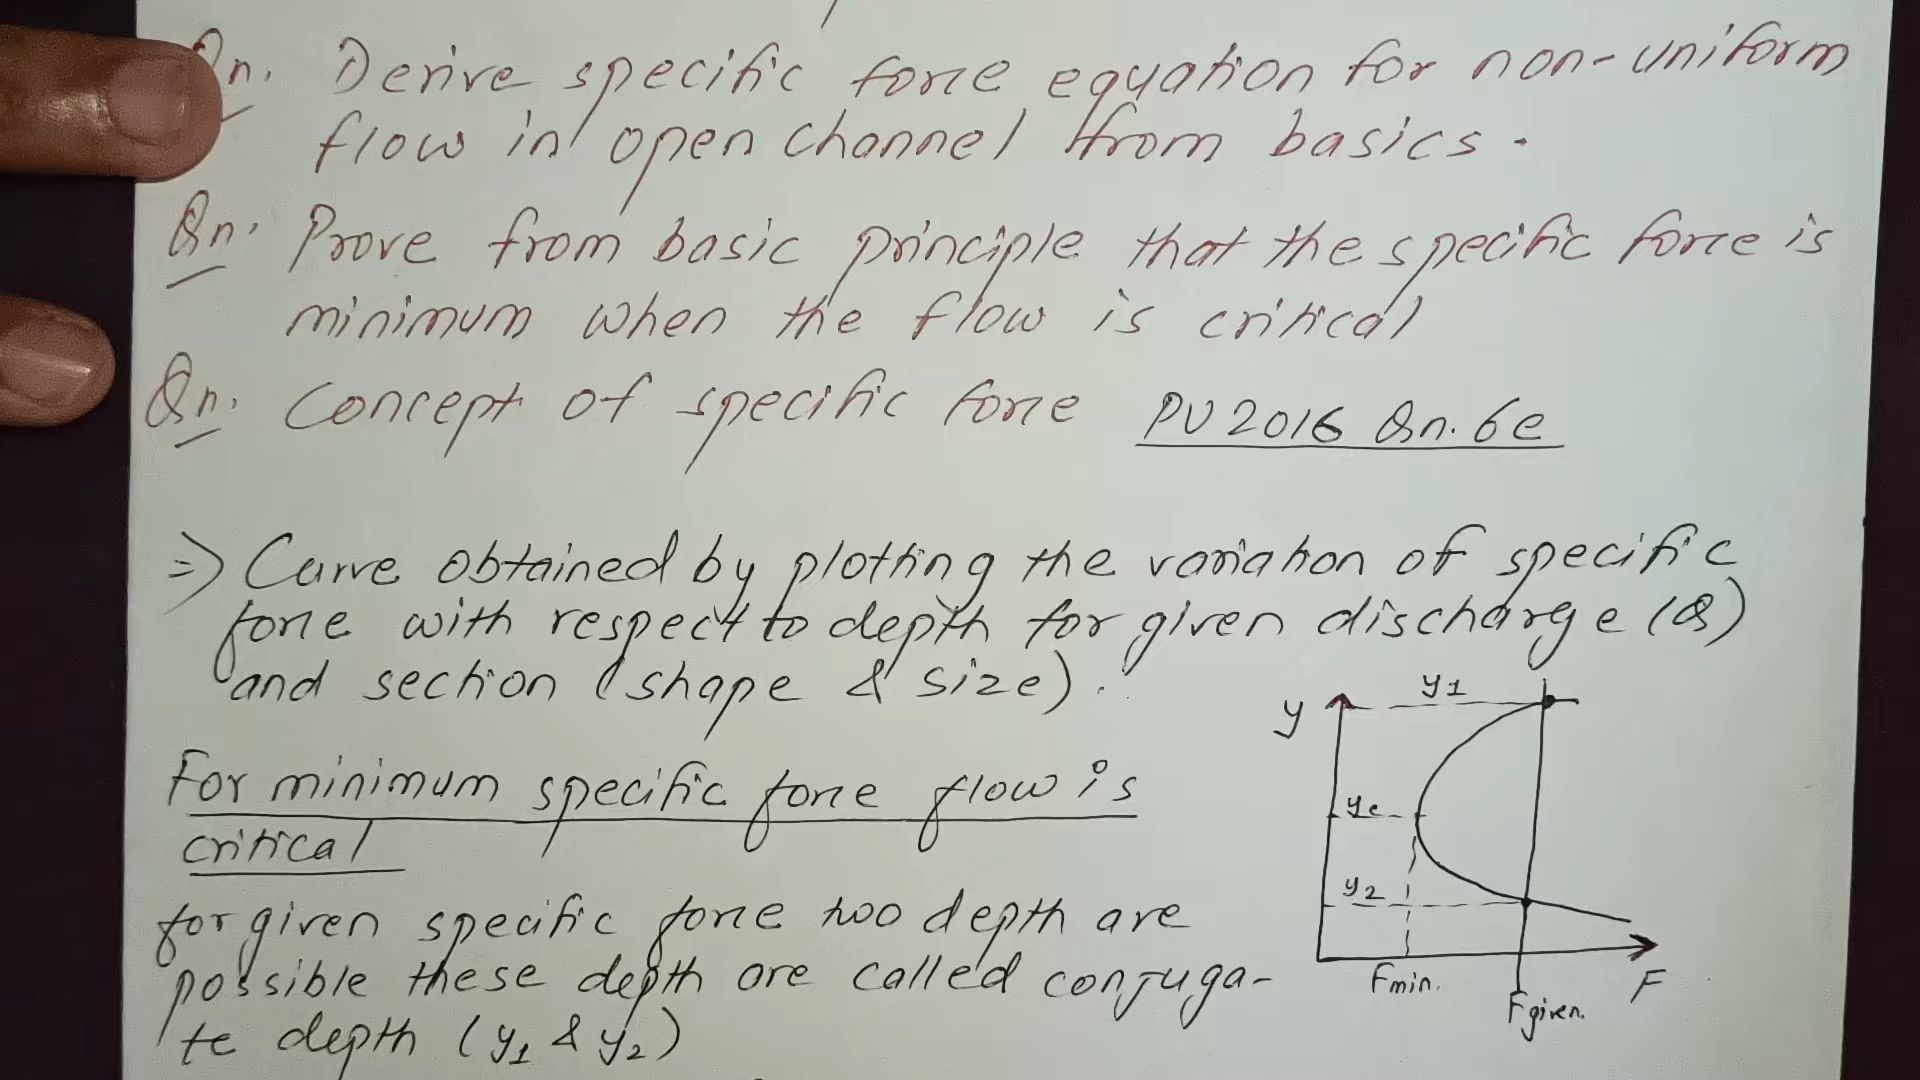 Qn. Derive specific force equation for non-uniform
flow in open channel from basics.
Qn. Prove from basic principle that the specific force is
minimum when the flow is critical
Qn. Concept of specific force PU 2016 Qn. 6e
=> Curve obtained by plotting the variation of specific
force with respect to depth for given discharge (Q)
and section (shape & size).
For minimum specific force flow is
critical
for given specific force two depth are
possible these depth are called conjuga-
te depth (y1 & y2)
y
y1
yc
y2
Fmin.
Fgiven.
F